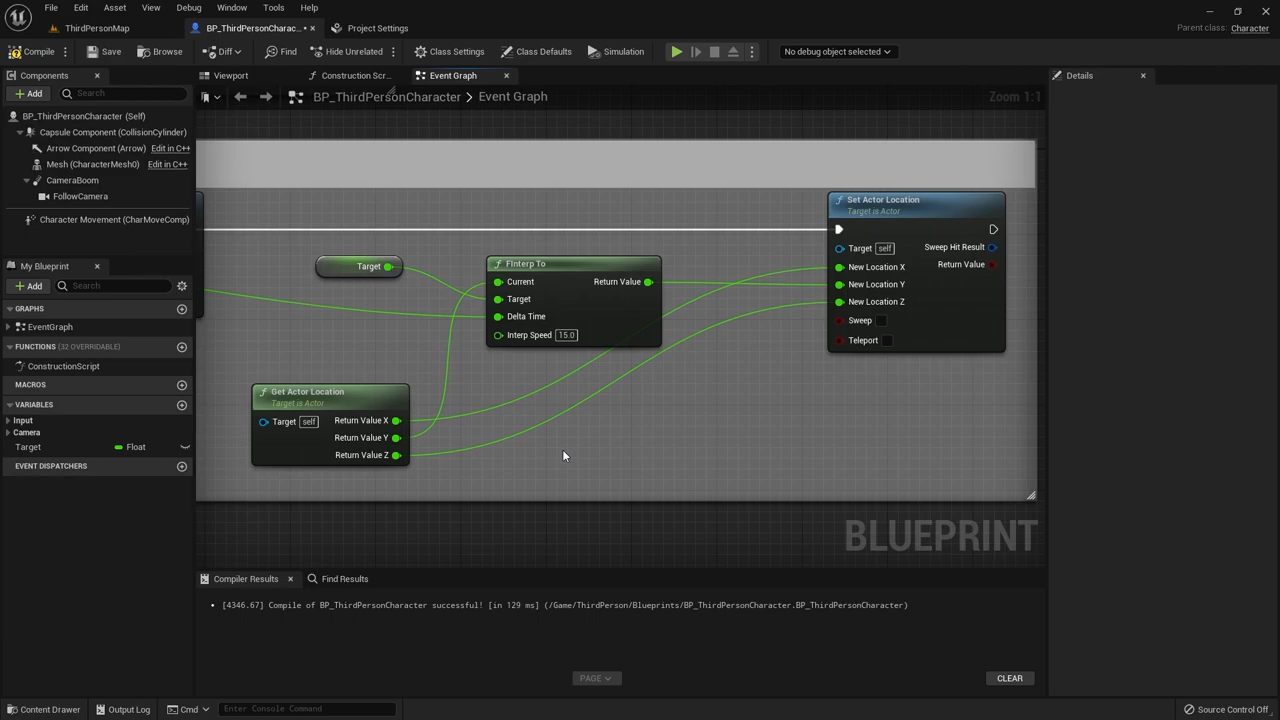 File Edit Asset View Debug Window Tools Help
ThirdPersonMap
BP_ThirdPersonCharac...
Project Settings
Parent class: Character
Compile
Save
Browse
Diff
Find
Hide Unrelated
Class Settings
Class Defaults
Simulation
No debug object selected
Components
Viewport
Construction Scr...
Event Graph
Details
Add
Search
BP_ThirdPersonCharacter > Event Graph
Zoom 1:1
BP_ThirdPersonCharacter (Self)
Capsule Component (CollisionCylinder)
Arrow Component (Arrow) Edit in C++
Mesh (CharacterMesh0) Edit in C++
CameraBoom
FollowCamera
Character Movement (CharMoveComp)
My Blueprint
Add
Search
GRAPHS
EventGraph
FUNCTIONS (32 OVERRIDABLE)
ConstructionScript
MACROS
VARIABLES
Input
Camera
Target Float
EVENT DISPATCHERS
Target
FInterp To
Current
Return Value
Target
Delta Time
Interp Speed 15.0
Get Actor Location
Target is Actor
Target self
Return Value X
Return Value Y
Return Value Z
Set Actor Location
Target is Actor
Target self
Sweep Hit Result
New Location X
Return Value
New Location Y
New Location Z
Sweep
Teleport
BLUEPRINT
Compiler Results
Find Results
[4346.67] Compile of BP_ThirdPersonCharacter successful! [in 129 ms] (/Game/ThirdPerson/Blueprints/BP_ThirdPersonCharacter.BP_ThirdPersonCharacter)
PAGE
CLEAR
Content Drawer
Output Log
Cmd
Enter Console Command
Source Control Off